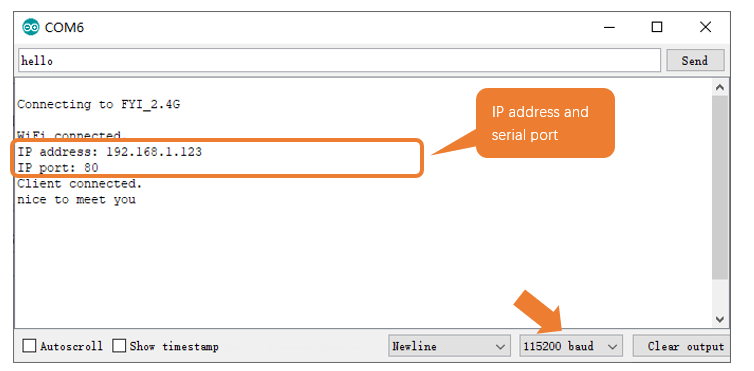 COM6
hello
Send
Connecting to FYI_2.4G
WiFi connected
IP address: 192.168.1.123
IP port: 80
Client connected.
nice to meet you
IP address and
serial port
Autoscroll
Show timestamp
Newline
115200 baud
Clear output